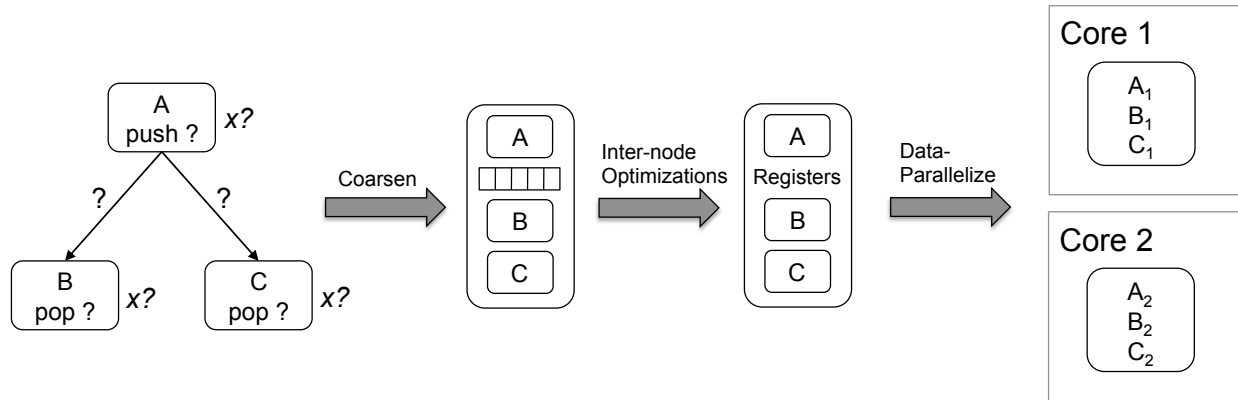 A
push ?
x?
?
?
B
pop ?
x?
C
pop ?
x?
Coarsen
A
B
C
Inter-node
Optimizations
A
Registers
B
C
Data-
Parallelize
Core 1
A₁
B₁
C₁
Core 2
A₂
B₂
C₂